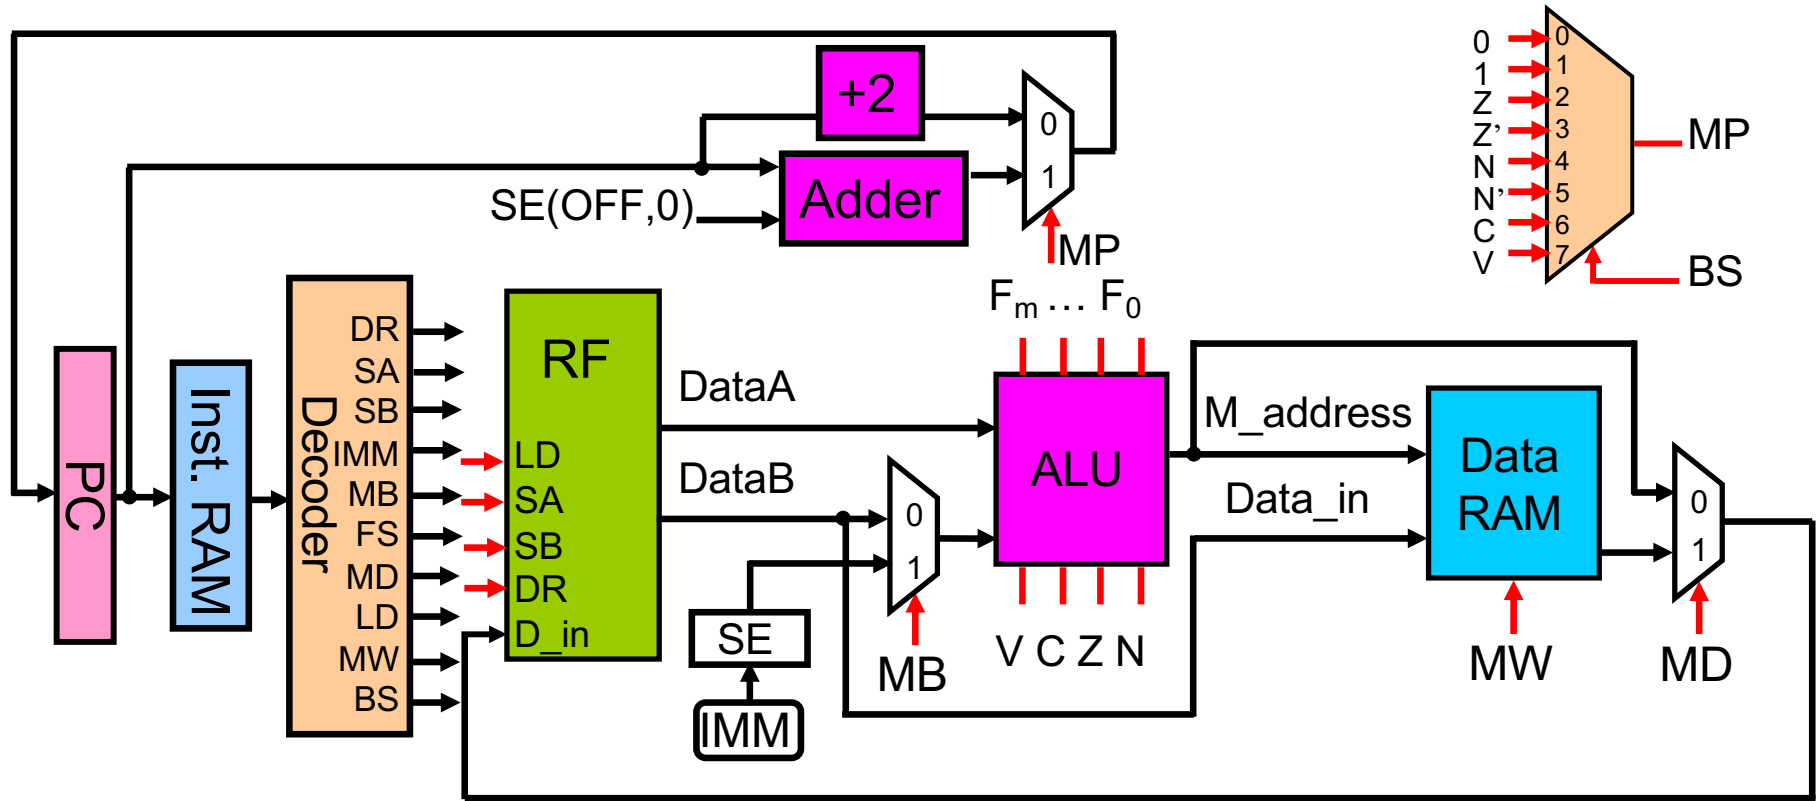 +2
0
1
SE(OFF,0)
Adder
MP
0
1
Z
Z’
N
N’
C
V
0
1
2
3
4
5
6
7
MP
BS
PC
Inst. RAM
Decoder
DR
SA
SB
IMM
MB
FS
MD
LD
MW
BS
RF
LD
SA
SB
DR
D_in
DataA
DataB
0
1
MB
SE
IMM
Fm … F0
ALU
V C Z N
M_address
Data_in
Data
RAM
MW
0
1
MD